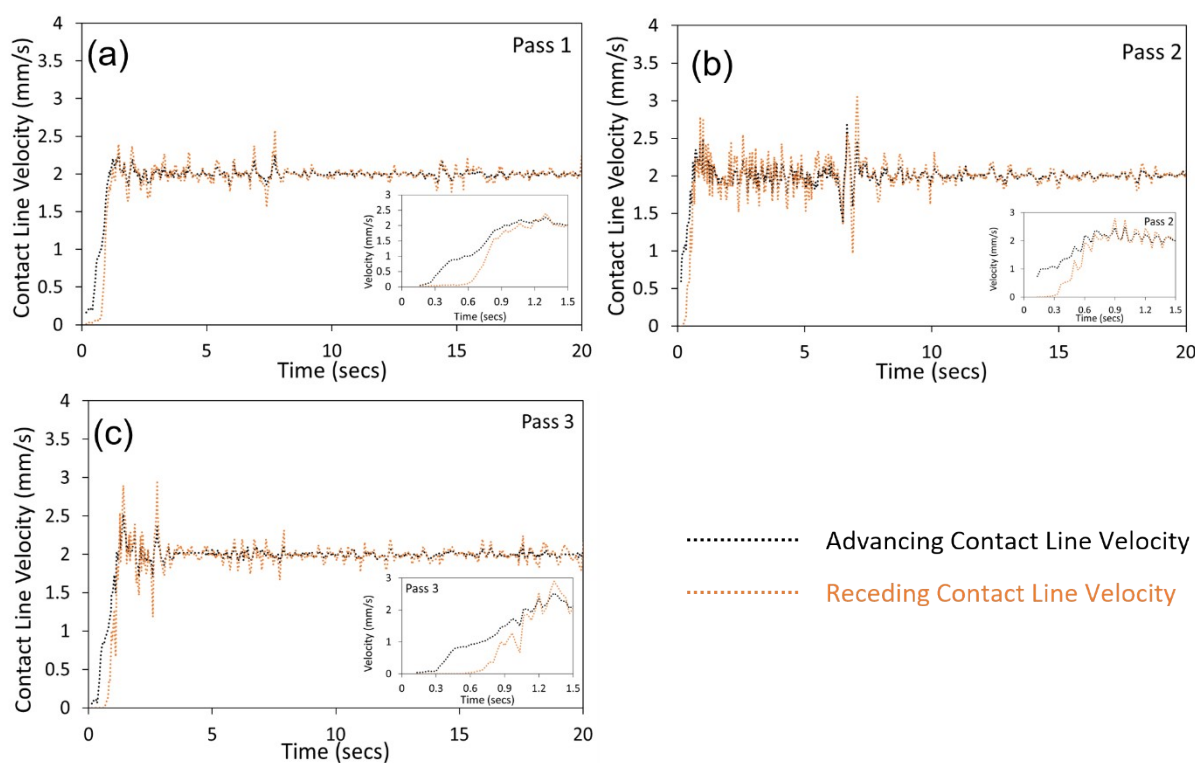 (a)
Pass 1
Contact Line Velocity (mm/s)
4
3.5
3
2.5
2
1.5
1
0.5
0
0 5 10 15 20
Time (secs)
Velocity (mm/s)
3
2.5
2
1.5
1
0.5
0
0 0.3 0.6 0.9 1.2 1.5
Time (secs)
(b)
Pass 2
Contact Line Velocity (mm/s)
4
3.5
3
2.5
2
1.5
1
0.5
0
0 5 10 15 20
Time (secs)
Pass 2
Velocity (mm/s)
3
2
1
0
0 0.3 0.6 0.9 1.2 1.5
Time (secs)
(c)
Pass 3
Contact Line Velocity (mm/s)
4
3.5
3
2.5
2
1.5
1
0.5
0
0 5 10 15 20
Time (secs)
Pass 3
Velocity (mm/s)
3
2
1
0
0 0.3 0.6 0.9 1.2 1.5
Time (secs)
Advancing Contact Line Velocity
Receding Contact Line Velocity